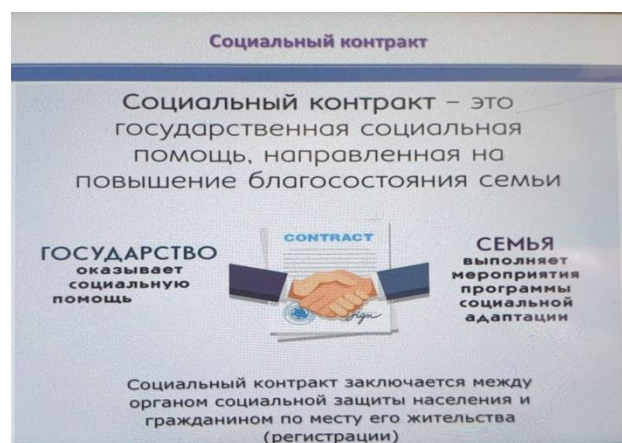 Социальный контракт
Социальный контракт – это
государственная социальная
помощь, направленная на
повышение благосостояния семьи
ГОСУДАРСТВО
оказывает
социальную
помощь
CONTRACT
Sign
СЕМЬЯ
выполняет
мероприятия
программы
социальной
адаптации
Социальный контракт заключается между
органом социальной защиты населения и
гражданином по месту его жительства
(регистрации)